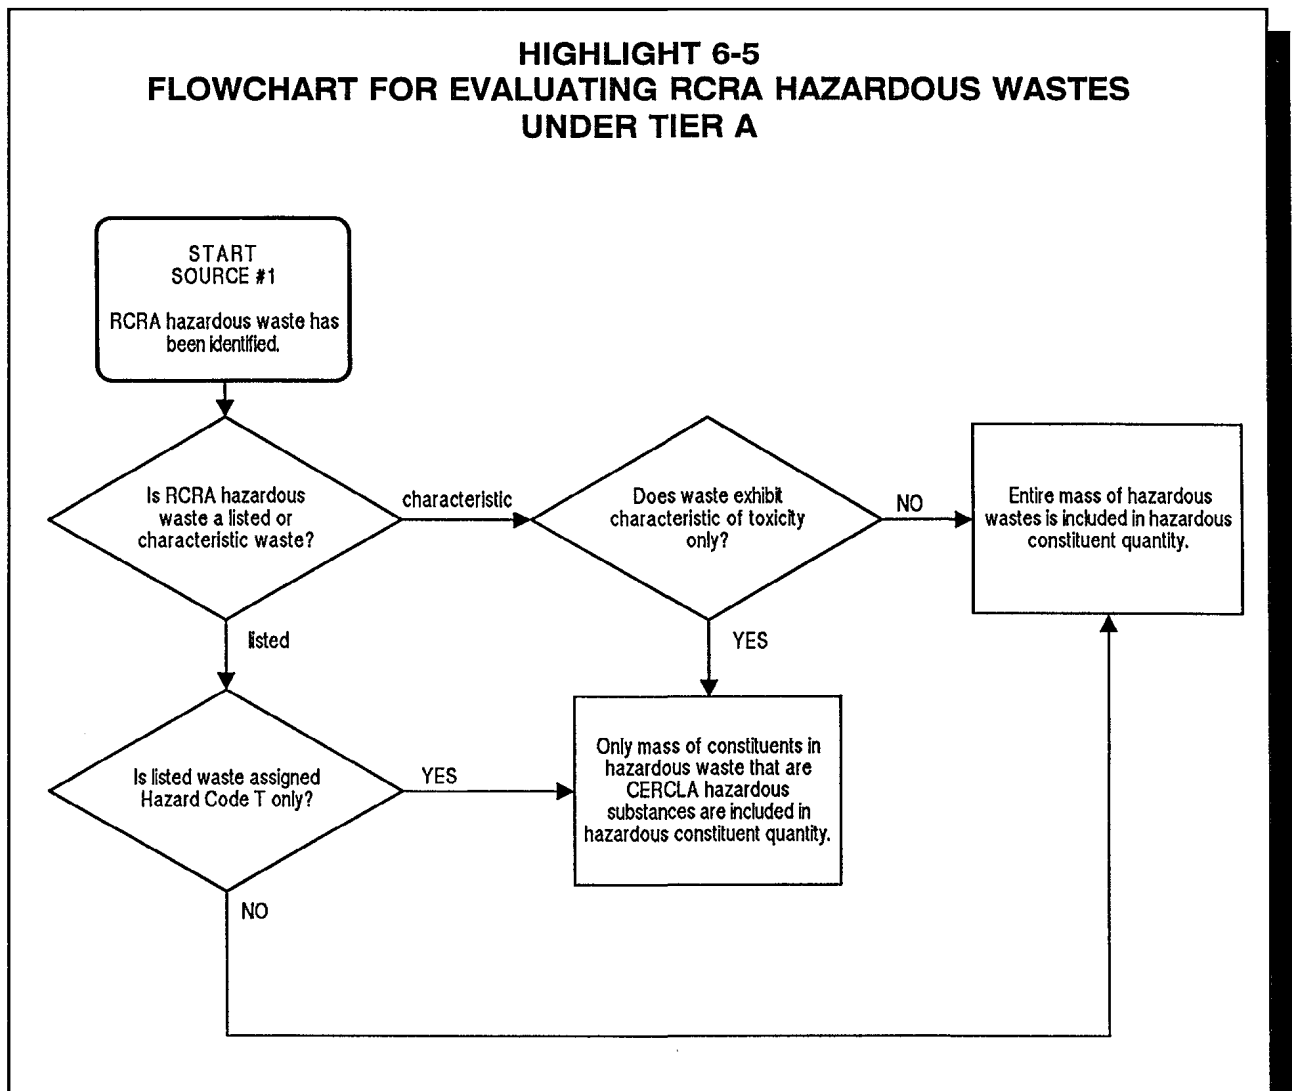 HIGHLIGHT 6-5
FLOWCHART FOR EVALUATING RCRA HAZARDOUS WASTES
UNDER TIER A
START
SOURCE #1
RCRA hazardous waste has
been identified.
Is RCRA hazardous
waste a listed or
characteristic waste?
characteristic
Does waste exhibit
characteristic of toxicity
only?
NO
Entire mass of hazardous
wastes is included in hazardous
constituent quantity.
listed
YES
Is listed waste assigned
Hazard Code T only?
YES
Only mass of constituents in
hazardous waste that are
CERCLA hazardous
substances are included in
hazardous constituent quantity.
NO